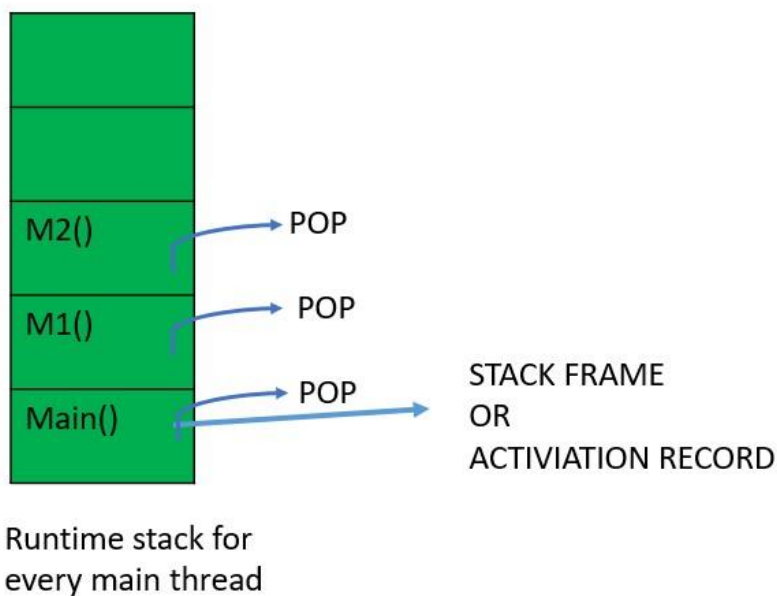 M2()
POP
M1()
POP
Main()
POP
STACK FRAME
OR
ACTIVIATION RECORD
Runtime stack for
every main thread